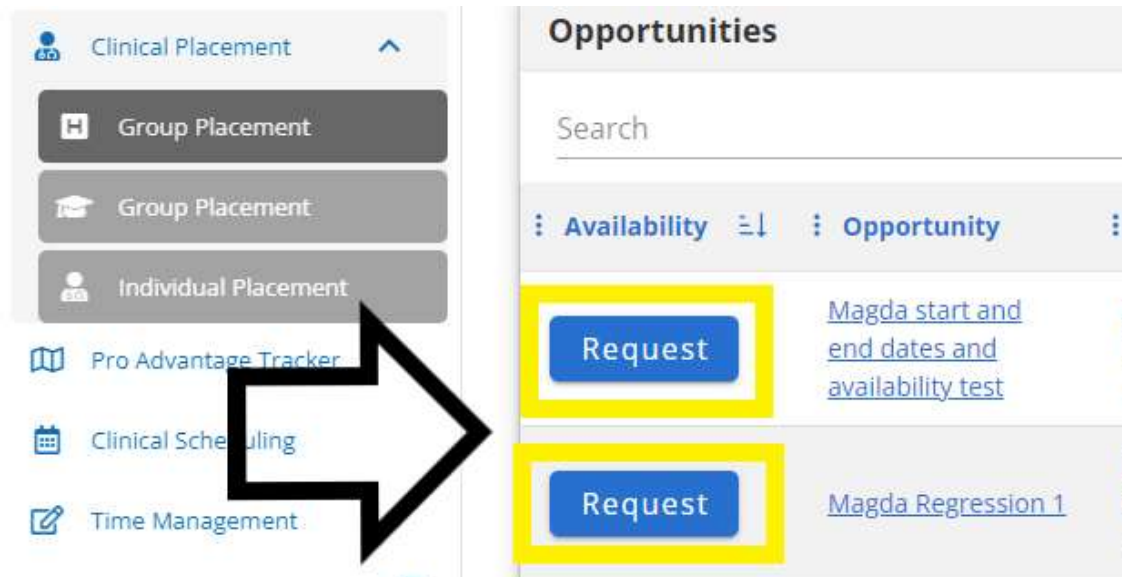 Clinical Placement
H Group Placement
Group Placement
Individual Placement
Pro Advantage Tracker
Clinical Scheduling
Time Management
Opportunities
Search
Availability
Opportunity
Request
Magda start and
end dates and
availability test
Request
Magda Regression 1